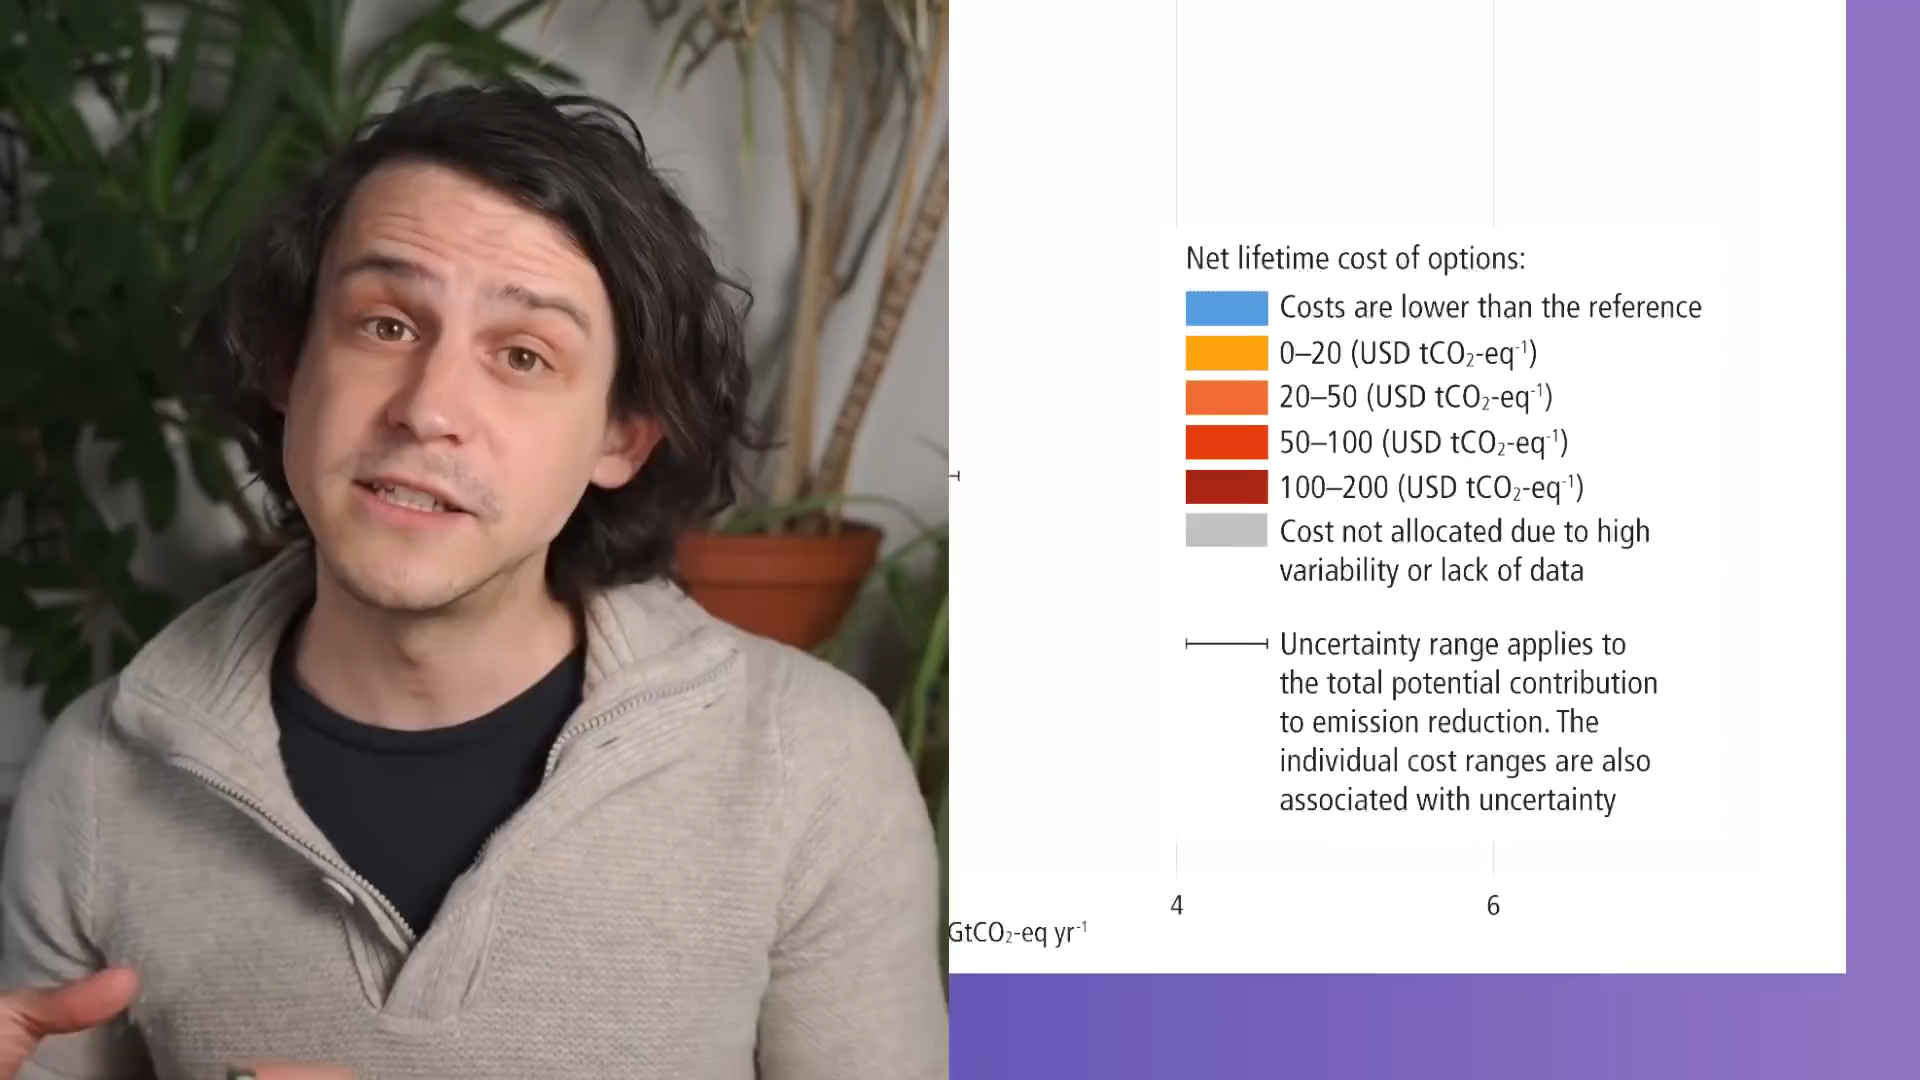 Net lifetime cost of options:
Costs are lower than the reference
0–20 (USD tCO₂-eq⁻¹)
20–50 (USD tCO₂-eq⁻¹)
50–100 (USD tCO₂-eq⁻¹)
100–200 (USD tCO₂-eq⁻¹)
Cost not allocated due to high
variability or lack of data
Uncertainty range applies to
the total potential contribution
to emission reduction. The
individual cost ranges are also
associated with uncertainty
4 6
GtCO₂-eq yr⁻¹